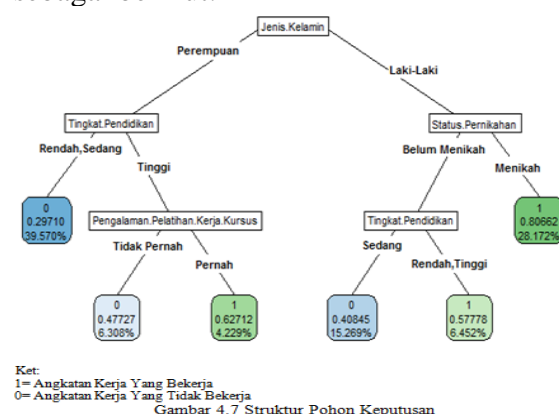 Jenis.Kelamin
Perempuan
Laki-Laki
Tingkat.Pendidikan
Status.Pernikahan
Rendah,Sedang
Tinggi
Belum Menikah
Menikah
0
0.29710
39.570%
Pengalaman.Pelatihan.Kerja.Kursus
Tingkat.Pendidikan
1
0.80662
28.172%
Tidak Pernah
Pernah
Sedang
Rendah,Tinggi
0
0.47727
6.308%
1
0.62712
4.229%
0
0.40845
15.269%
1
0.57778
6.452%
Ket:
1= Angkatan Kerja Yang Bekerja
0= Angkatan Kerja Yang Tidak Bekerja
Gambar 4.7 Struktur Pohon Keputusan